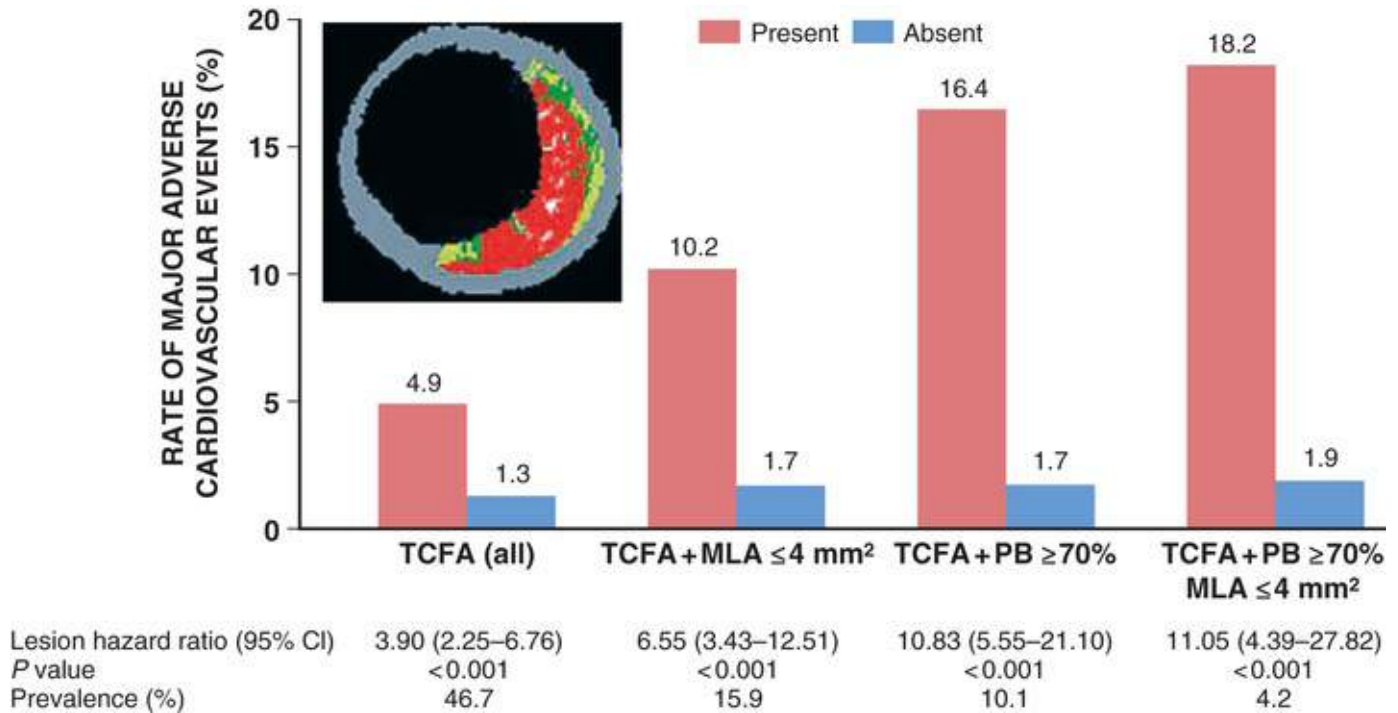 RATE OF MAJOR ADVERSE
CARDIOVASCULAR EVENTS (%)
20
15
10
5
0
Present Absent
4.9
1.3
10.2
1.7
16.4
1.7
18.2
1.9
TCFA (all) TCFA + MLA ≤4 mm² TCFA + PB ≥70% TCFA + PB ≥70%
MLA ≤4 mm²
Lesion hazard ratio (95% CI) 3.90 (2.25–6.76) 6.55 (3.43–12.51) 10.83 (5.55–21.10) 11.05 (4.39–27.82)
P value <0.001 <0.001 <0.001 <0.001
Prevalence (%) 46.7 15.9 10.1 4.2